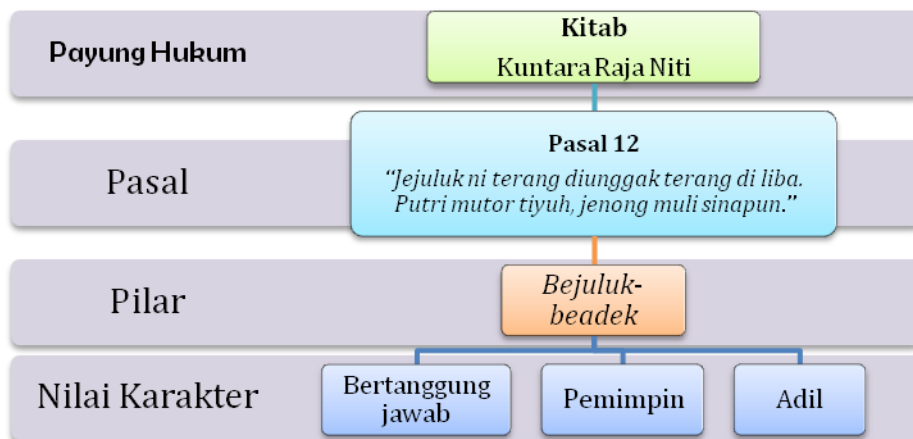 Payung Hukum
Kitab
Kuntara Raja Niti
Pasal
Pasal 12
“Jejuluk ni terang diunggak terang di liba.
Putri mutor tiyuh, jenong muli sinapun.”
Pilar
Bejuluk-
beadek
Nilai Karakter
Bertanggung
jawab
Pemimpin
Adil